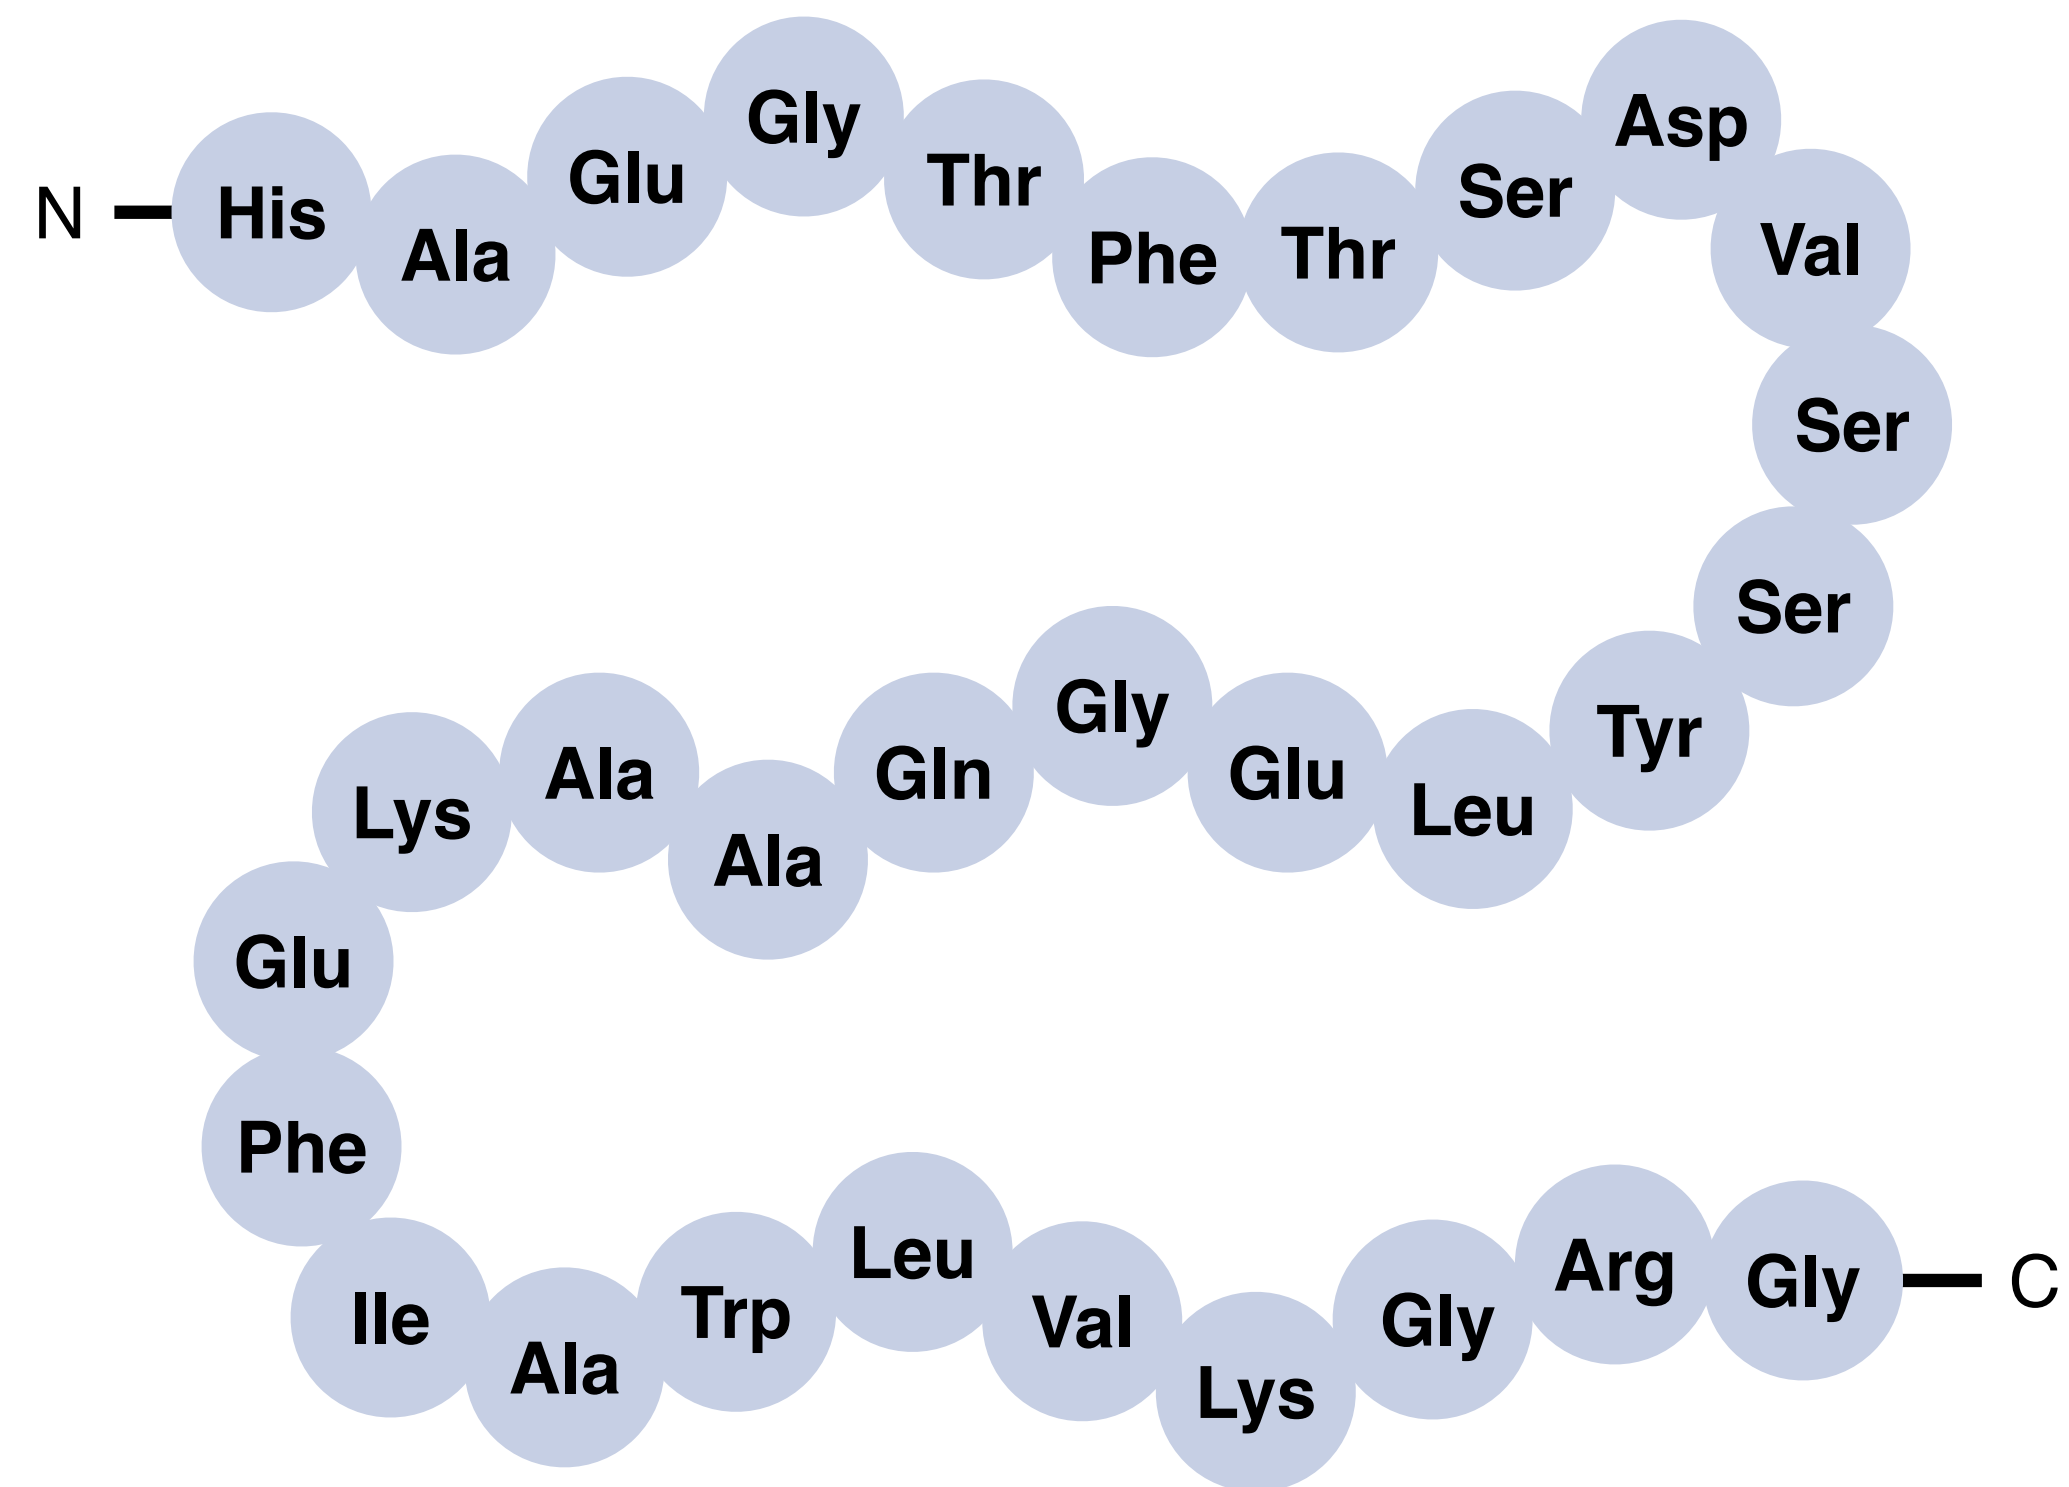 N His Ala Glu Gly Thr Phe Thr Ser Asp Val
Ser
Ser
Tyr Leu Glu Gly Gln Ala Ala Lys
Glu
Phe
Ile Ala Trp Leu Val Lys Gly Arg Gly C